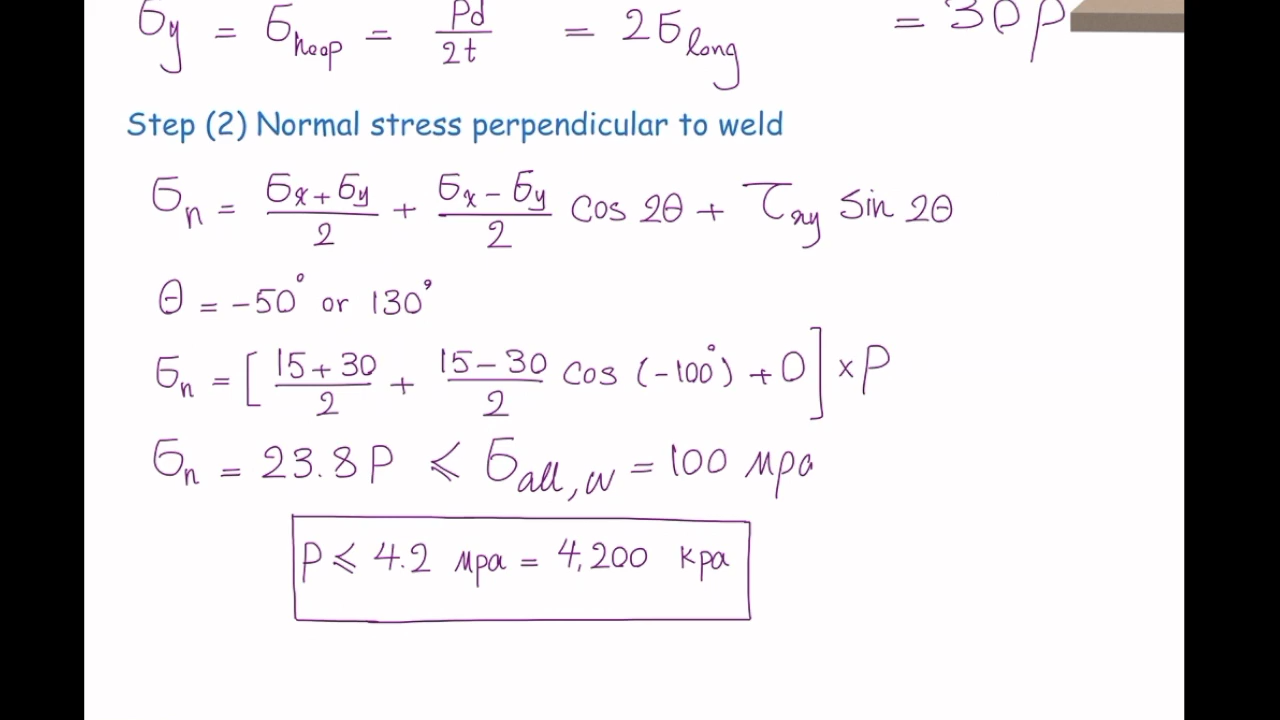 σy = σhoop = Pd/2t = 2σlong = 30P
Step (2) Normal stress perpendicular to weld
σn = (σx + σy)/2 + (σx − σy)/2 cos 2θ + τxy sin 2θ
θ = −50° or 130°
σn = [ (15 + 30)/2 + (15 − 30)/2 cos (−100°) + 0 ] × P
σn = 23.8 P ⩽ σall, w = 100 Mpa
P ⩽ 4.2 Mpa = 4,200 kpa